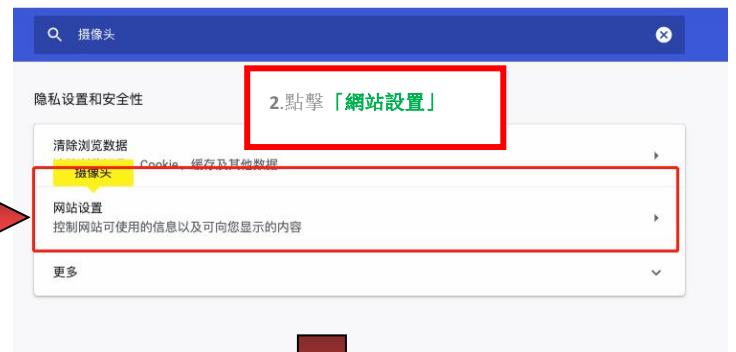 摄像头
隐私设置和安全性
2.點擊「網站設置」
清除浏览数据
Cookie、缓存及其他数据
摄像头
网站设置
控制网站可使用的信息以及可向您显示的内容
更多